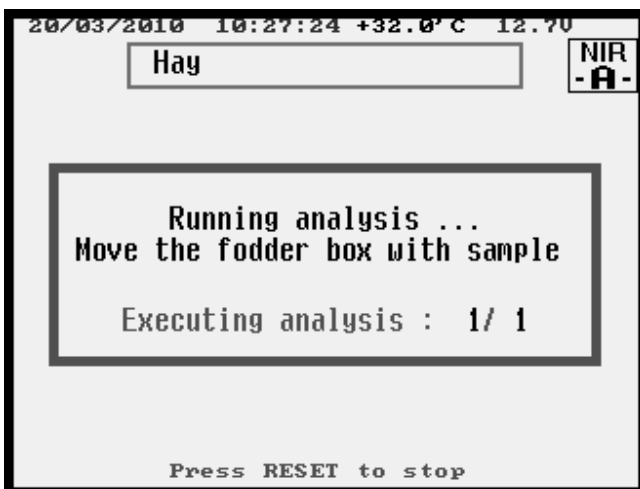 20/03/2010 10:27:24 +32.0°C 12.7V
Hay
NIR
-A-
Running analysis ...
Move the fodder box with sample
Executing analysis : 1/ 1
Press RESET to stop